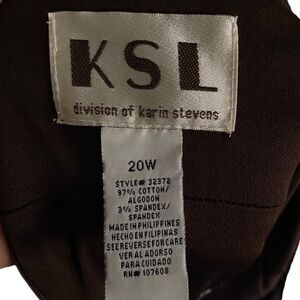 KSL
division of karin stevens
20W
STYLE# 32372
97% COTTON/
ALGODON
3% SPANDEX/
SPANDEX
MADE IN PHILIPPINES
HECHO EN FILIPINAS
SEE REVERSE FOR CARE
VER AL ADORSO
PARA CUIDADO
RN# 107608